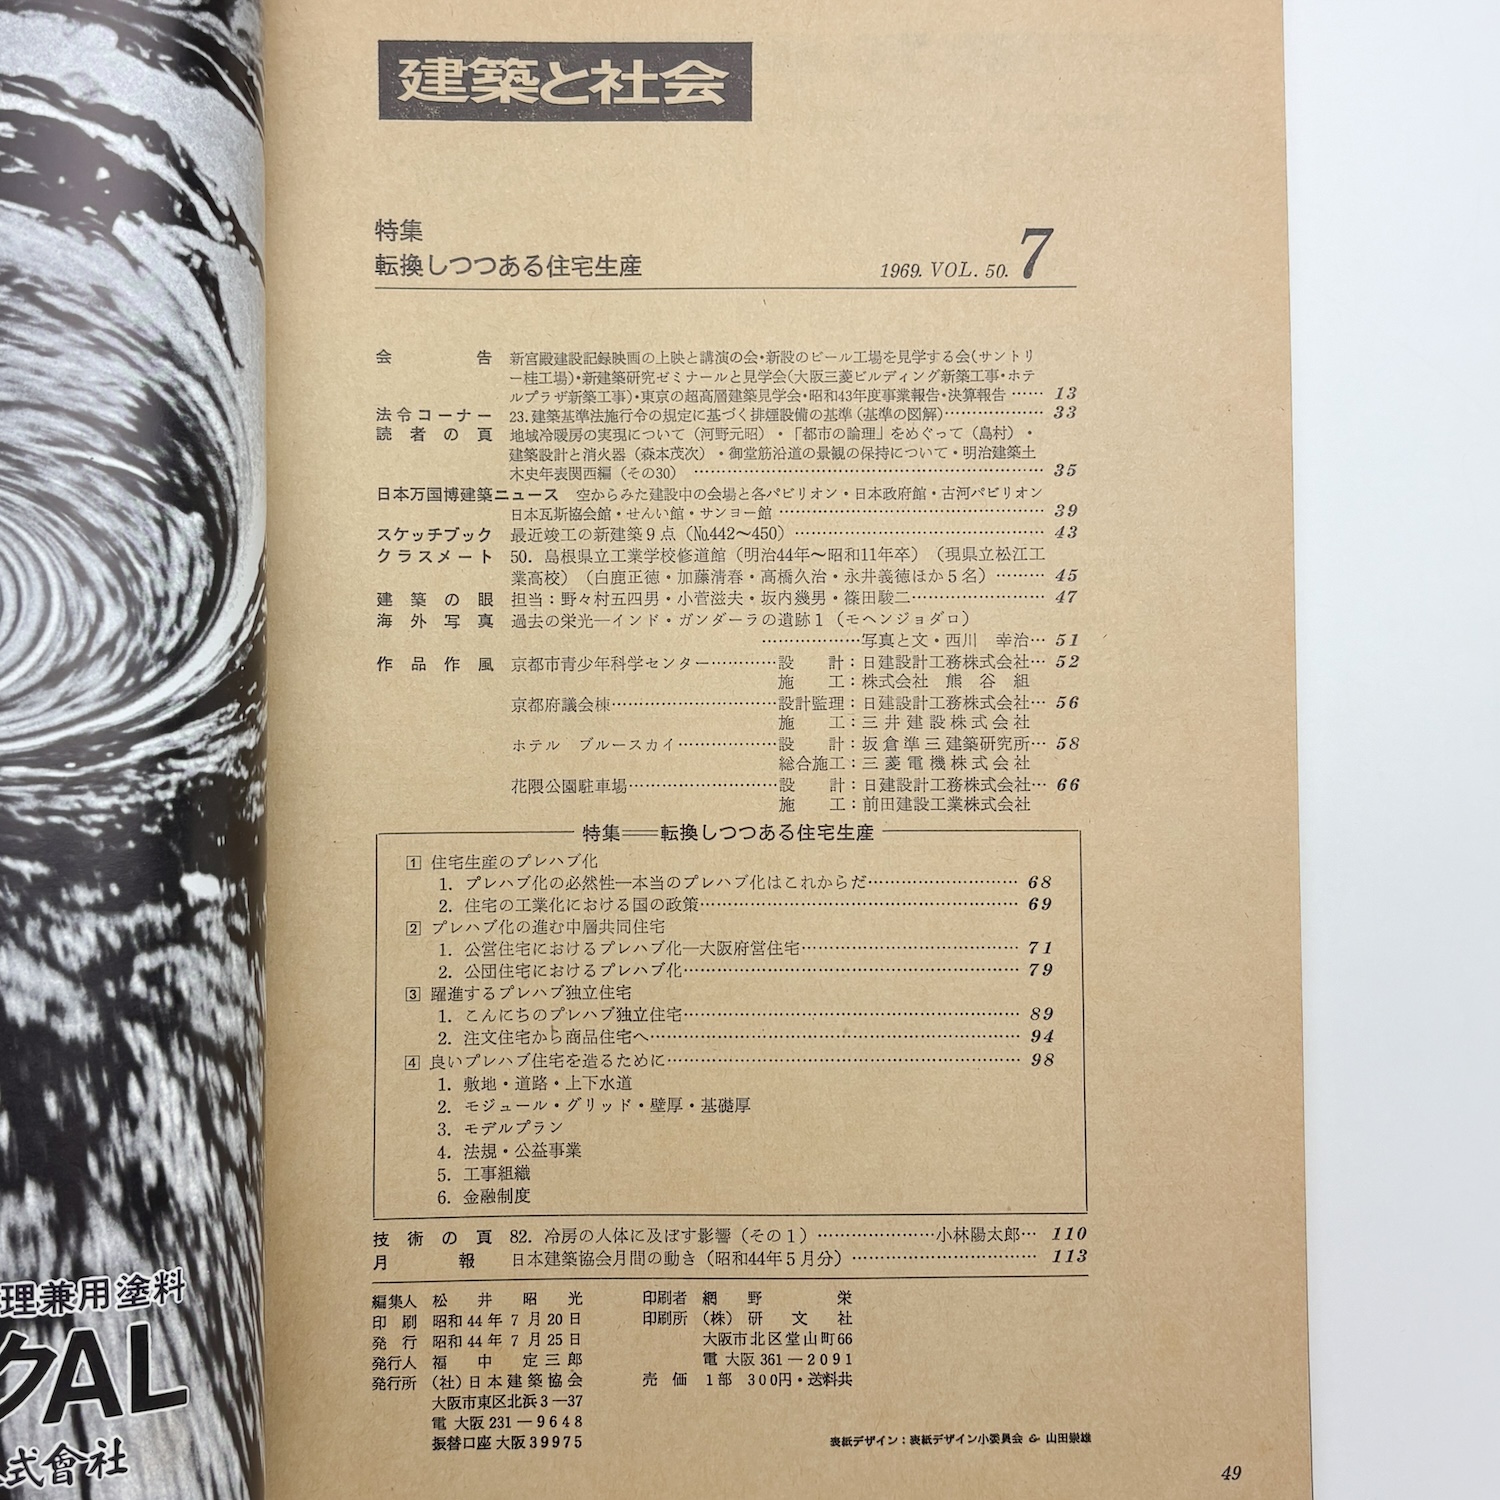 建築と社会
特集
転換しつつある住宅生産
1969. VOL. 50. 7
会告 新宮殿建設記録映画の上映と講演の会・新設のビール工場を見学する会(サントリ
ー桂工場)・新建築研究ゼミナールと見学会(大阪三菱ビルディング新築工事・ホテ
ルプラザ新築工事)・東京の超高層建築見学会・昭和43年度事業報告・決算報告…… 13
法令コーナー 23. 建築基準法施行令の規定に基づく排煙設備の基準(基準の図解)……………… 33
読者の頁 地域冷暖房の実現について(河野元昭)・「都市の論理」をめぐって(島村)・
建築設計と消火器(森本茂次)・御堂筋沿道の景観の保持について・明治建築土
木史年表関西編(その30)……………… 35
日本万国博建築ニュース 空からみた建設中の会場と各パビリオン・日本政府館・古河パビリオン
日本瓦斯協会館・せんい館・サンヨー館……………… 39
スケッチブック 最近竣工の新建築9点(№442〜450)……………… 43
クラスメート 50. 島根県立工業学校修道館(明治44年〜昭和11年卒)(現県立松江工
業高校)(白鹿正徳・加藤清春・高橋久治・永井義徳ほか5名)……… 45
建築の眼 担当:野々村五四男・小菅滋夫・坂内幾男・篠田駿二……………… 47
海外写真 過去の栄光―インド・ガンダーラの遺跡1(モヘンジョダロ)
………………写真と文・西川 幸治… 51
作品作風 京都市青少年科学センター…………設計:日建設計工務株式会社… 52
施工:株式会社 熊谷組
京都府議会棟………………設計監理:日建設計工務株式会社… 56
施工:三井建設株式会社
ホテル ブルースカイ…………設計:坂倉準三建築研究所… 58
総合施工:三菱電機株式会社
花隈公園駐車場………………設計:日建設計工務株式会社… 66
施工:前田建設工業株式会社
特集══転換しつつある住宅生産
1 住宅生産のプレハブ化
1. プレハブ化の必然性―本当のプレハブ化はこれからだ……………… 68
2. 住宅の工業化における国の政策……………… 69
2 プレハブ化の進む中層共同住宅
1. 公営住宅におけるプレハブ化―大阪府営住宅……………… 71
2. 公団住宅におけるプレハブ化……………… 79
3 躍進するプレハブ独立住宅
1. こんにちのプレハブ独立住宅……………… 89
2. 注文住宅から商品住宅へ……………… 94
4 良いプレハブ住宅を造るために……………… 98
1. 敷地・道路・上下水道
2. モジュール・グリッド・壁厚・基礎厚
3. モデルプラン
4. 法規・公益事業
5. 工事組織
6. 金融制度
技術の頁 82. 冷房の人体に及ぼす影響(その1)………………小林陽太郎… 110
月報 日本建築協会月間の動き(昭和44年5月分)……………… 113
編集人 松井昭光
印刷 昭和44年7月20日
発行 昭和44年7月25日
発行人 福中定三郎
発行所 (社)日本建築協会
大阪市東区北浜3―37
電 大阪 231―9648
振替口座 大阪 39975
印刷者 網野栄
印刷所 (株)研文社
大阪市北区堂山町66
電 大阪 361―2091
売価 1部 300円・送料共
表紙デザイン:表紙デザイン小委員会 & 山田崇雄
49
理兼用塗料
クAL
式會社